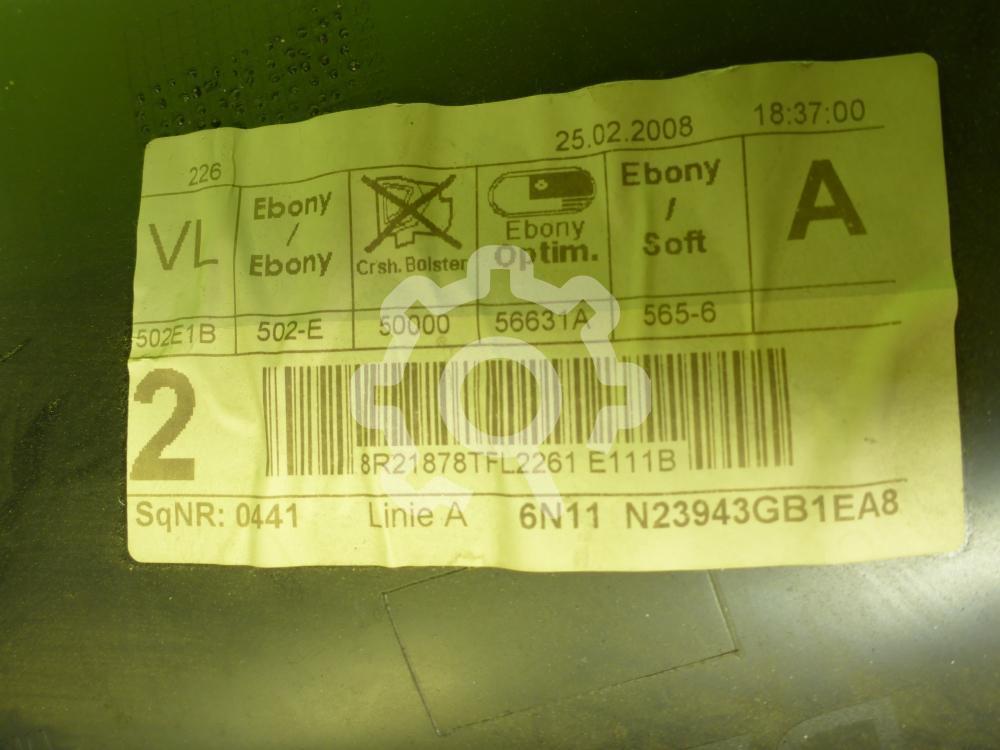 25.02.2008 18:37:00
226
VL
Ebony / Ebony
Crsh. Bolster
Ebony Optim.
Ebony / Soft
A
502E1B 502-E 50000 56631A 565-6
2
8R21878TFL2261 E111B
SqNR: 0441 Linie A 6N11 N23943GB1EA8